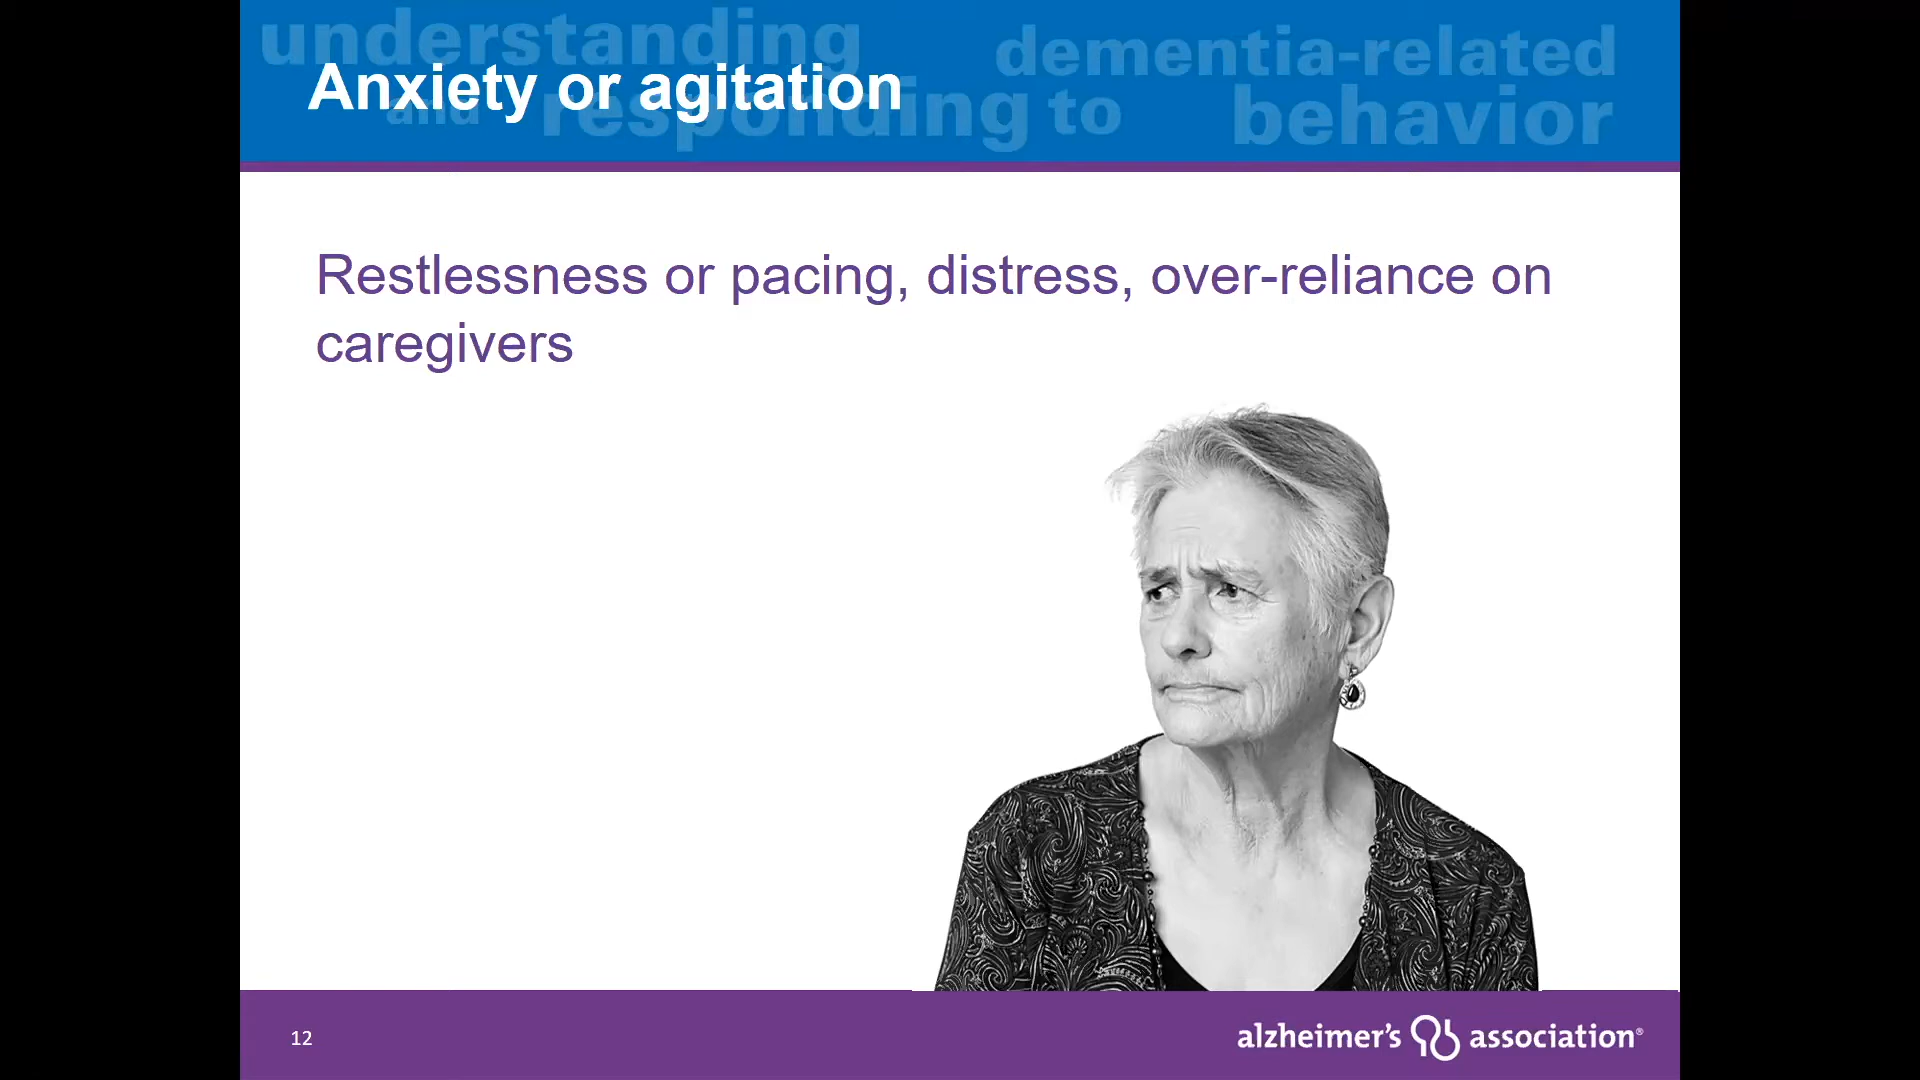 understanding dementia-related
and responding to behavior
Anxiety or agitation
Restlessness or pacing, distress, over-reliance on
caregivers
12
alzheimer's association®